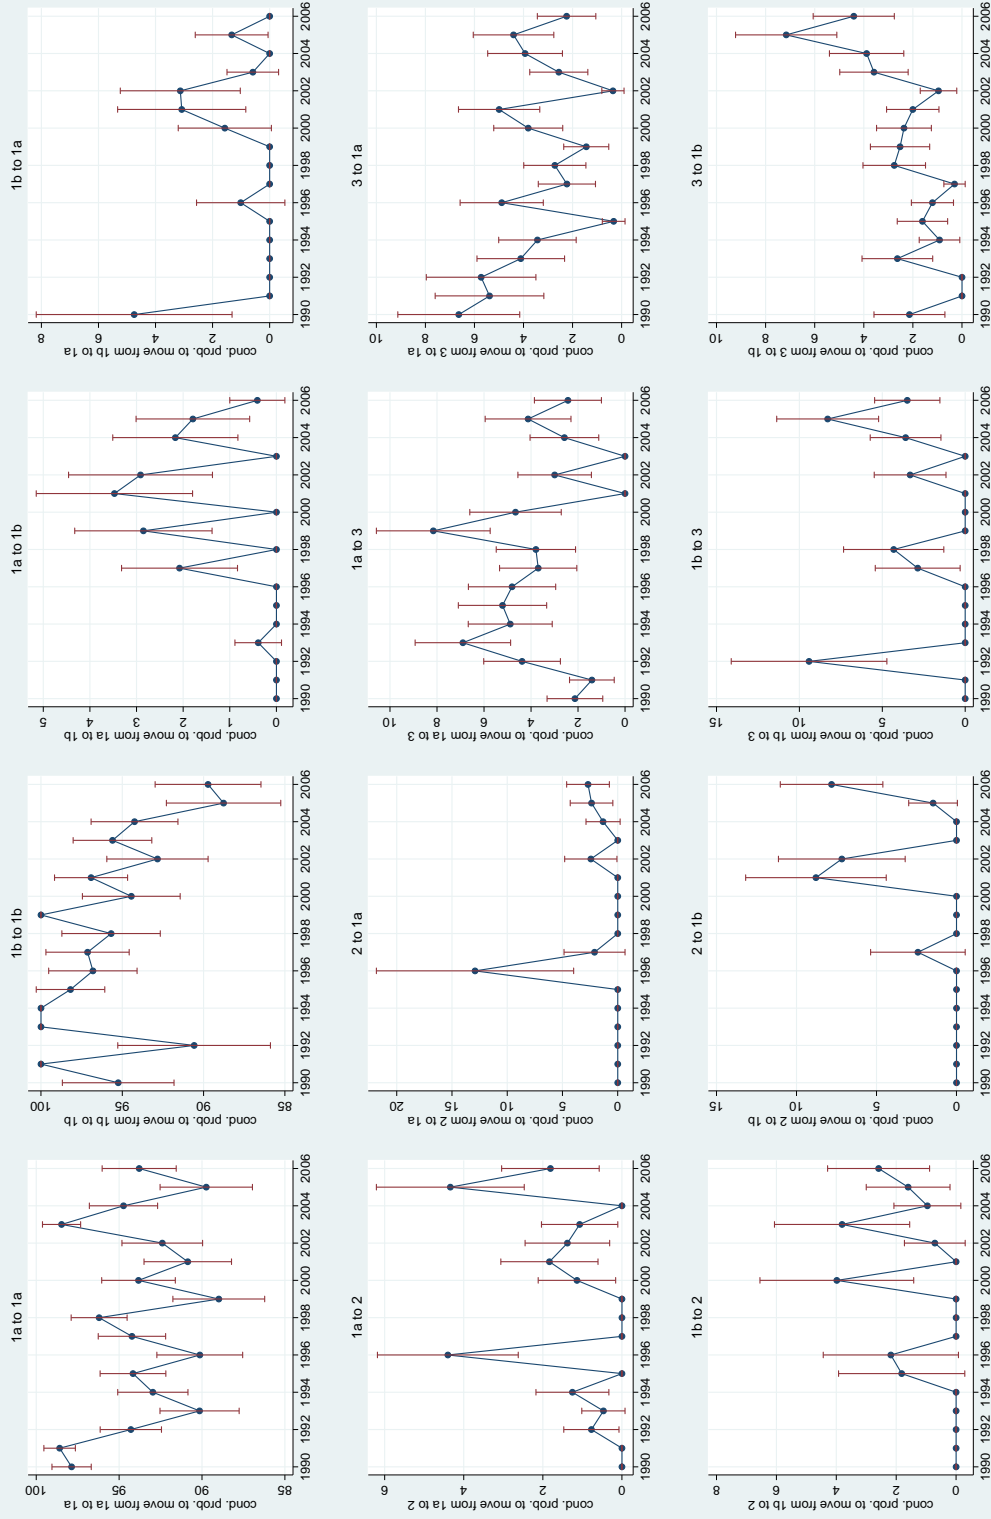 1a to 1a
cond. prob. to move from 1a to 1a
100
95
90
85
1990 1992 1994 1996 1998 2000 2002 2004 2006
1b to 1b
cond. prob. to move from 1b to 1b
100
95
90
85
1990 1992 1994 1996 1998 2000 2002 2004 2006
1a to 1b
cond. prob. to move from 1a to 1b
5
4
3
2
1
0
1990 1992 1994 1996 1998 2000 2002 2004 2006
1b to 1a
cond. prob. to move from 1b to 1a
8
6
4
2
0
1990 1992 1994 1996 1998 2000 2002 2004 2006
1a to 2
cond. prob. to move from 1a to 2
6
4
2
0
1990 1992 1994 1996 1998 2000 2002 2004 2006
2 to 1a
cond. prob. to move from 2 to 1a
20
15
10
5
0
1990 1992 1994 1996 1998 2000 2002 2004 2006
1a to 3
cond. prob. to move from 1a to 3
10
8
6
4
2
0
1990 1992 1994 1996 1998 2000 2002 2004 2006
3 to 1a
cond. prob. to move from 3 to 1a
10
8
6
4
2
0
1990 1992 1994 1996 1998 2000 2002 2004 2006
1b to 2
cond. prob. to move from 1b to 2
8
6
4
2
0
1990 1992 1994 1996 1998 2000 2002 2004 2006
2 to 1b
cond. prob. to move from 2 to 1b
15
10
5
0
1990 1992 1994 1996 1998 2000 2002 2004 2006
1b to 3
cond. prob. to move from 1b to 3
15
10
5
0
1990 1992 1994 1996 1998 2000 2002 2004 2006
3 to 1b
cond. prob. to move from 3 to 1b
10
8
6
4
2
0
1990 1992 1994 1996 1998 2000 2002 2004 2006